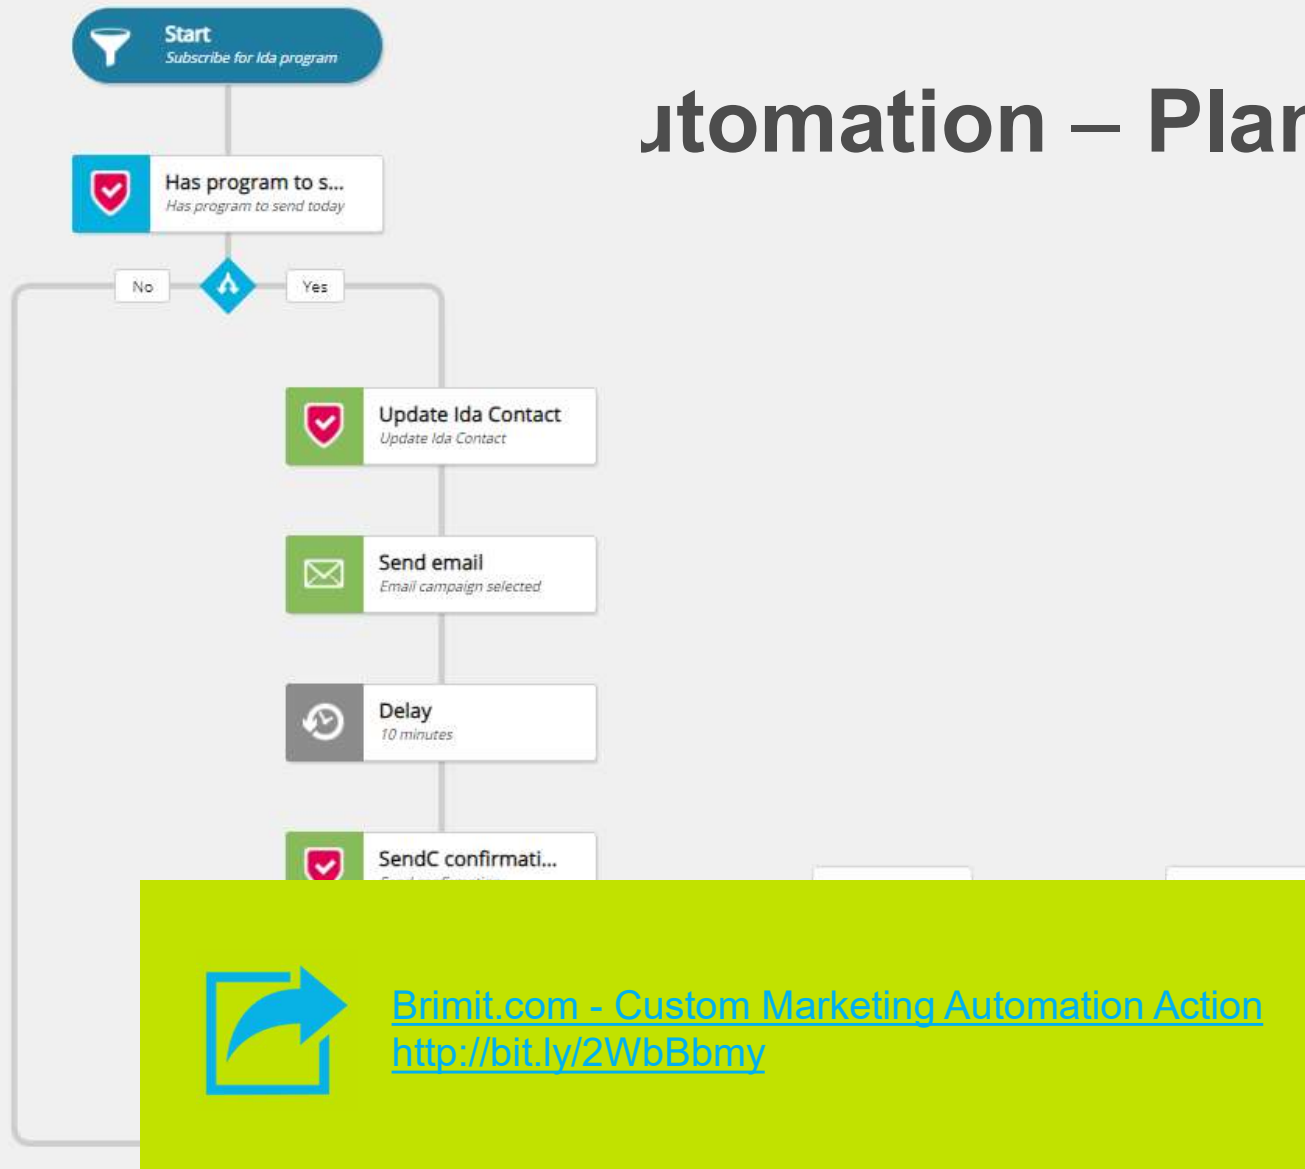 Start
Subscribe for Ida program
utomation – Plan
Has program to s...
Has program to send today
No
Yes
Update Ida Contact
Update Ida Contact
Send email
Email campaign selected
Delay
10 minutes
SendC confirmati...
Brimit.com - Custom Marketing Automation Action
http://bit.ly/2WbBbmy